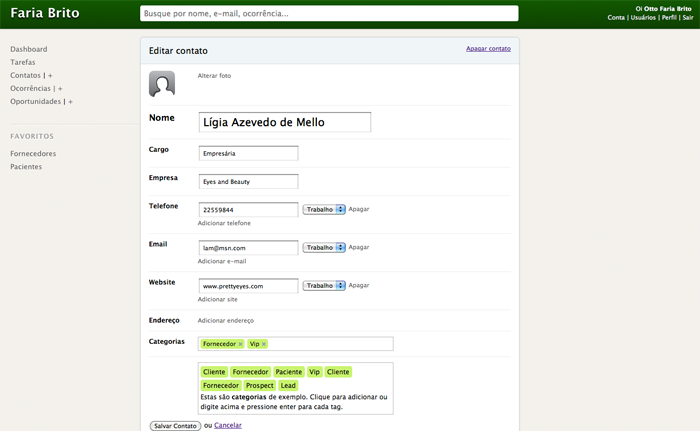 Faria Brito
Busque por nome, e-mail, ocorrência...
Oi Otto Faria Brito
Conta | Usuários | Perfil | Sair
Dashboard
Tarefas
Contatos | +
Ocorrências | +
Oportunidades | +
FAVORITOS
Fornecedores
Pacientes
Editar contato
Apagar contato
Alterar foto
Nome
Lígia Azevedo de Mello
Cargo
Empresária
Empresa
Eyes and Beauty
Telefone
22559844
Trabalho
Apagar
Adicionar telefone
Email
lam@msn.com
Trabalho
Apagar
Adicionar e-mail
Website
www.prettyeyes.com
Trabalho
Apagar
Adicionar site
Endereço
Adicionar endereço
Categorias
Fornecedor × Vip ×
Cliente Fornecedor Paciente Vip Cliente
Fornecedor Prospect Lead
Estas são categorias de exemplo. Clique para adicionar ou
digite acima e pressione enter para cada tag.
Salvar Contato ou Cancelar